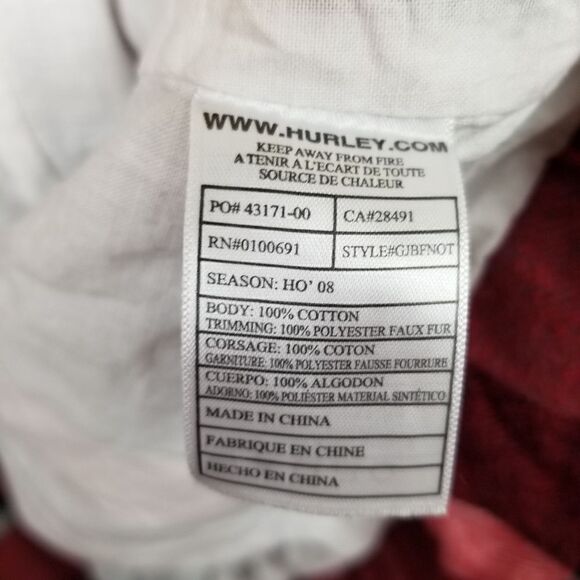 WWW.HURLEY.COM
KEEP AWAY FROM FIRE
A TENIR A L'ECART DE TOUTE
SOURCE DE CHALEUR
PO# 43171-00 CA#28491
RN#0100691 STYLE#GJBFNOT
SEASON: HO' 08
BODY: 100% COTTON
TRIMMING: 100% POLYESTER FAUX FUR
CORSAGE: 100% COTON
GARNITURE: 100% POLYESTER FAUSSE FOURRURE
CUERPO: 100% ALGODON
ADORNO: 100% POLIÉSTER MATERIAL SINTÉTICO
MADE IN CHINA
FABRIQUE EN CHINE
HECHO EN CHINA